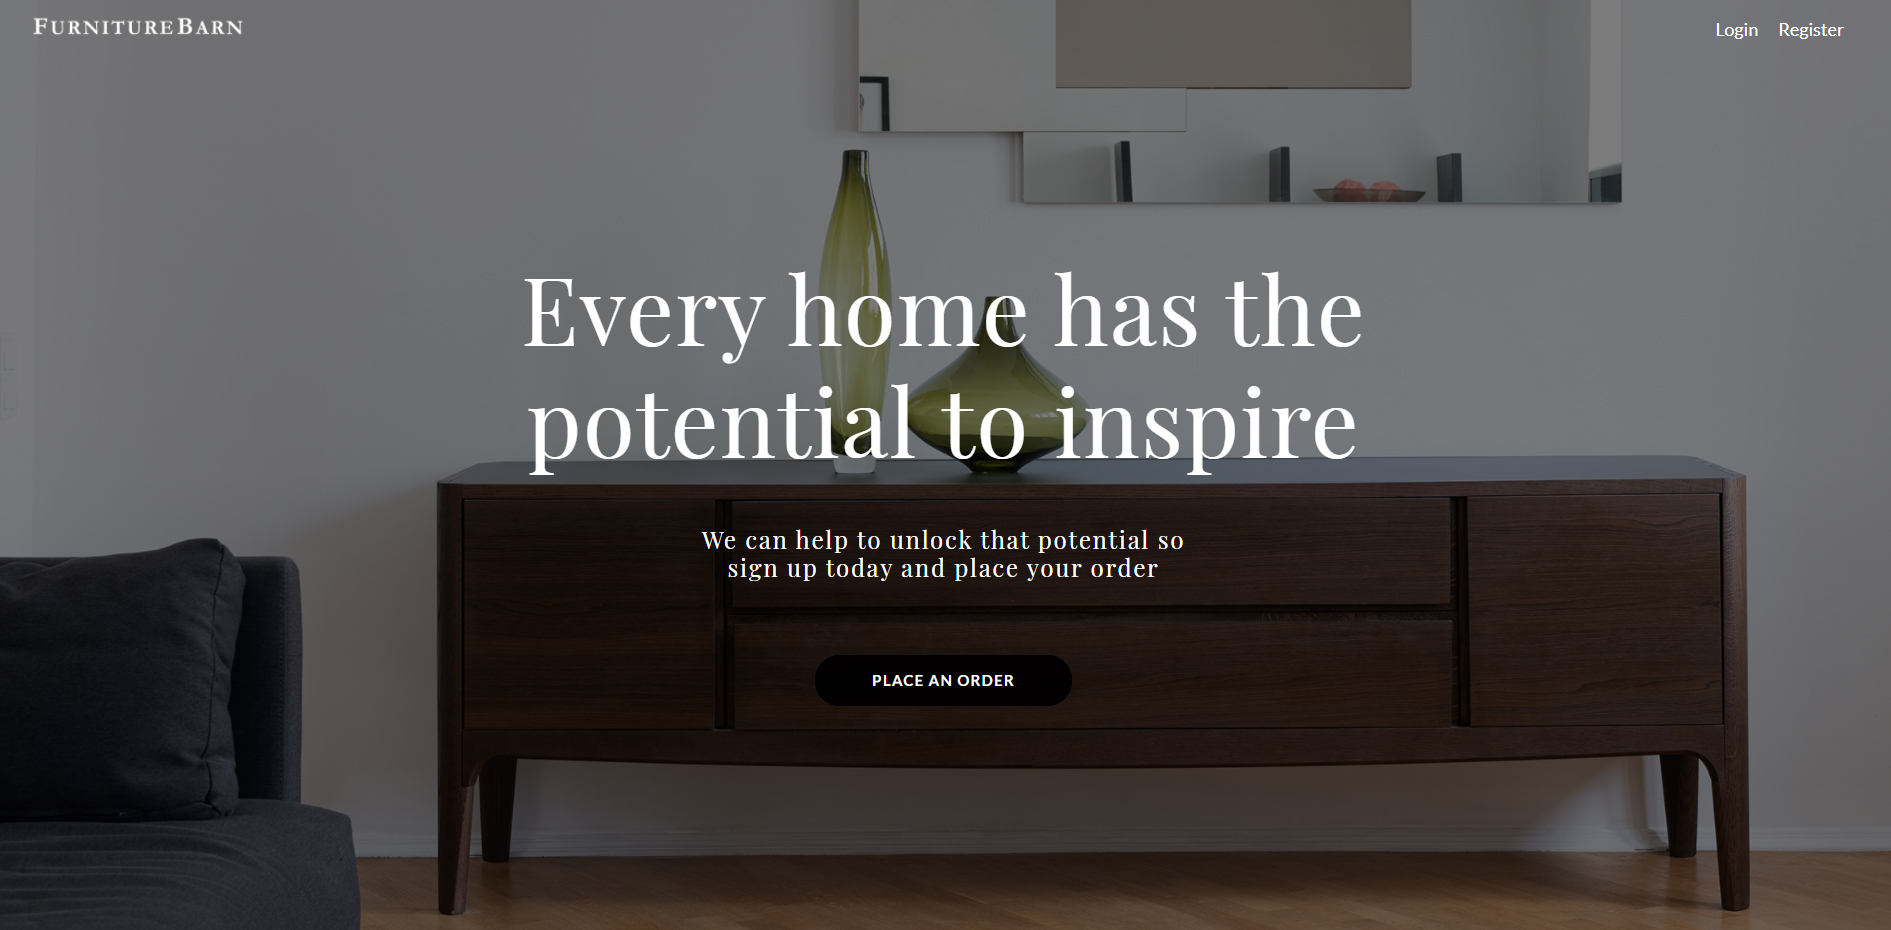 FURNITUREBARN
Login Register
Every home has the
potential to inspire
We can help to unlock that potential so
sign up today and place your order
PLACE AN ORDER